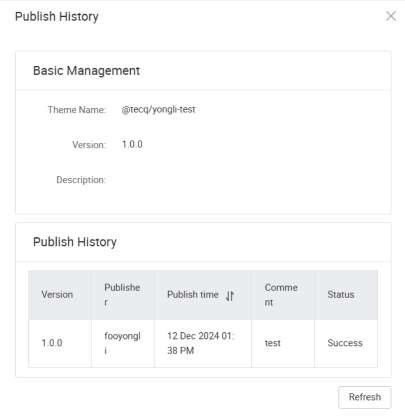 Publish History
Basic Management
Theme Name: @tecq/yongli-test
Version: 1.0.0
Description:
Publish History
Version Publisher Publish time Comment Status
1.0.0 fooyongli 12 Dec 2024 01:38 PM test Success
Refresh